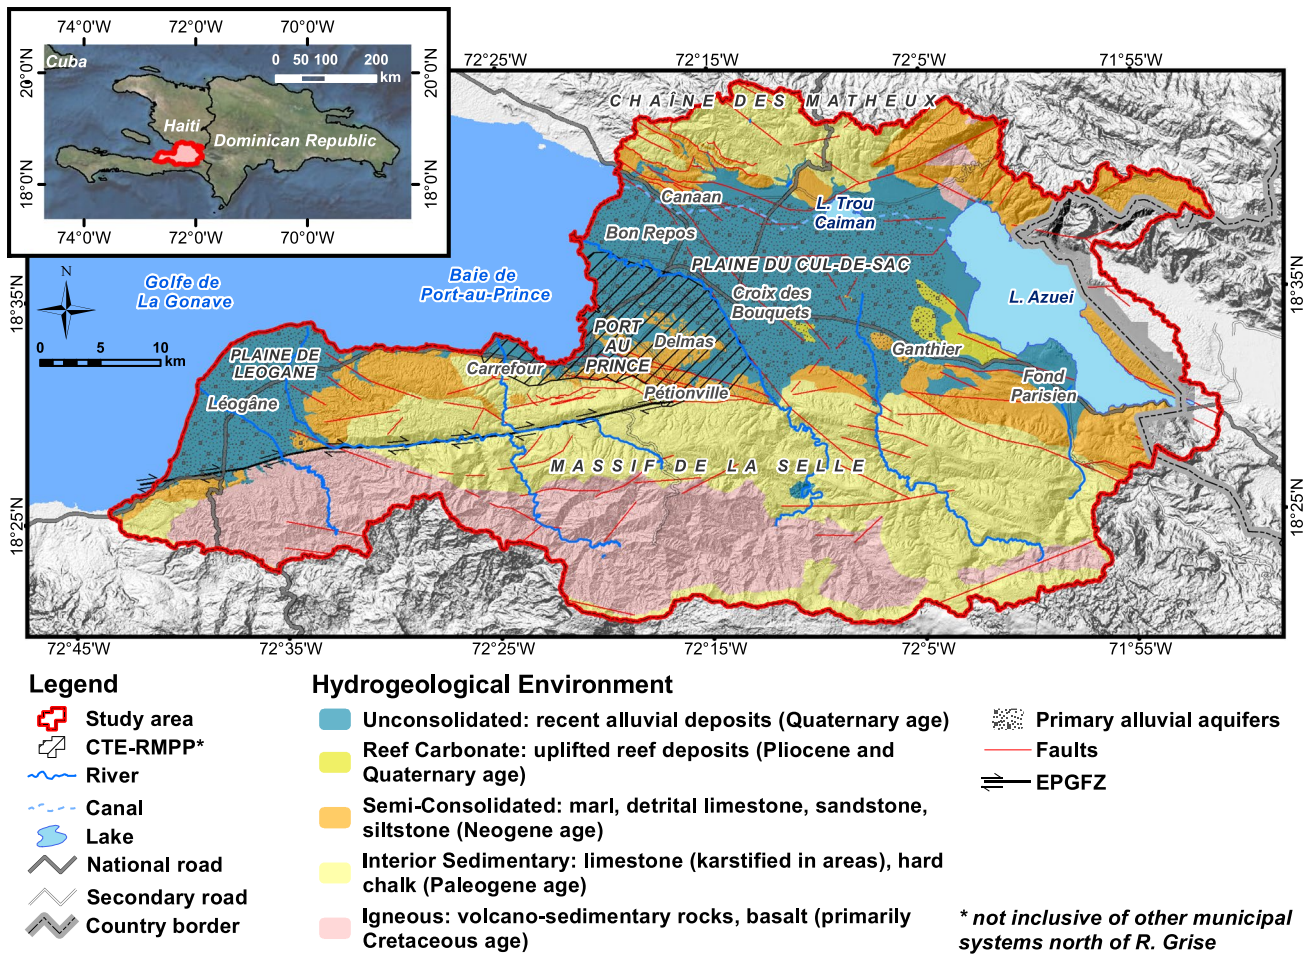 74°0'W
72°0'W
70°0'W
20°0'N
18°0'N
Cuba
0 50 100 200
km
Haiti
Dominican Republic
20°0'N
18°0'N
74°0'W
72°0'W
70°0'W
72°25'W
72°15'W
72°5'W
71°55'W
CHAÎNE DES MATHEUX
Canaan
L. Trou
Caiman
Bon Repos
PLAINE DU CUL-DE-SAC
Golfe de
La Gonave
Baie de
Port-au-Prince
L. Azuei
Croix des
Bouquets
18°35'N
18°35'N
N
0 5 10
km
PORT
AU
PRINCE
Delmas
Ganthier
PLAINE DE
LEOGANE
Carrefour
Fond
Parisien
Pétionville
Léogâne
MASSIF DE LA SELLE
18°25'N
18°25'N
72°45'W
72°35'W
72°25'W
72°15'W
72°5'W
71°55'W
Legend
Study area
CTE-RMPP*
River
Canal
Lake
National road
Secondary road
Country border
Hydrogeological Environment
Unconsolidated: recent alluvial deposits (Quaternary age)
Reef Carbonate: uplifted reef deposits (Pliocene and
Quaternary age)
Semi-Consolidated: marl, detrital limestone, sandstone,
siltstone (Neogene age)
Interior Sedimentary: limestone (karstified in areas), hard
chalk (Paleogene age)
Igneous: volcano-sedimentary rocks, basalt (primarily
Cretaceous age)
Primary alluvial aquifers
Faults
EPGFZ
* not inclusive of other municipal
systems north of R. Grise